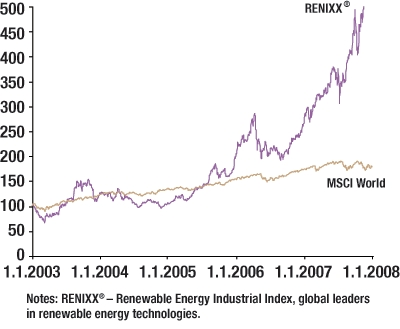 500
RENIXX®
450
400
350
300
250
200
150
MSCI World
100
50
0
1.1.2003 1.1.2004 1.1.2005 1.1.2006 1.1.2007 1.1.2008
Notes: RENIXX® – Renewable Energy Industrial Index, global leaders
in renewable energy technologies.